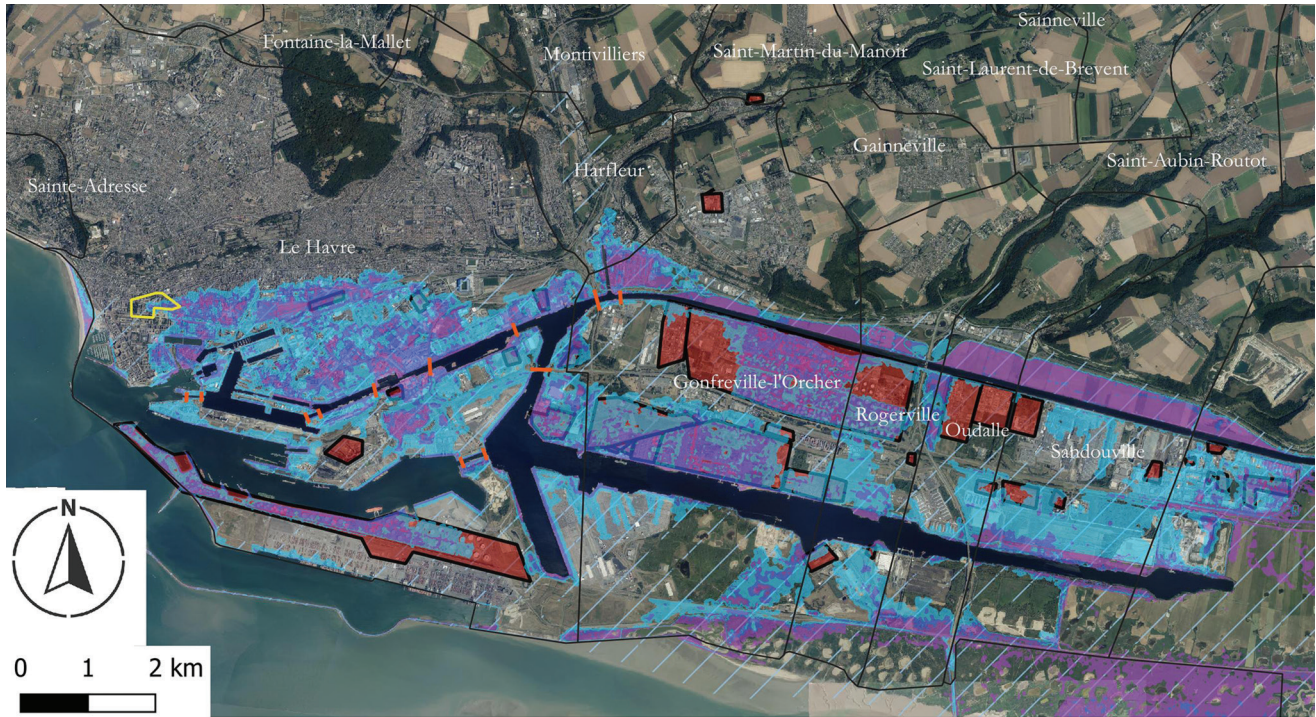 Sainneville
Fontaine-la-Mallet
Montivilliers
Saint-Martin-du-Manoir
Saint-Laurent-de-Brevent
Gainneville
Saint-Aubin-Routot
Harfleur
Sainte-Adresse
Le Havre
Gonfreville-l'Orcher
Rogerville
Oudalle
Sandouville
N
0 1 2 km